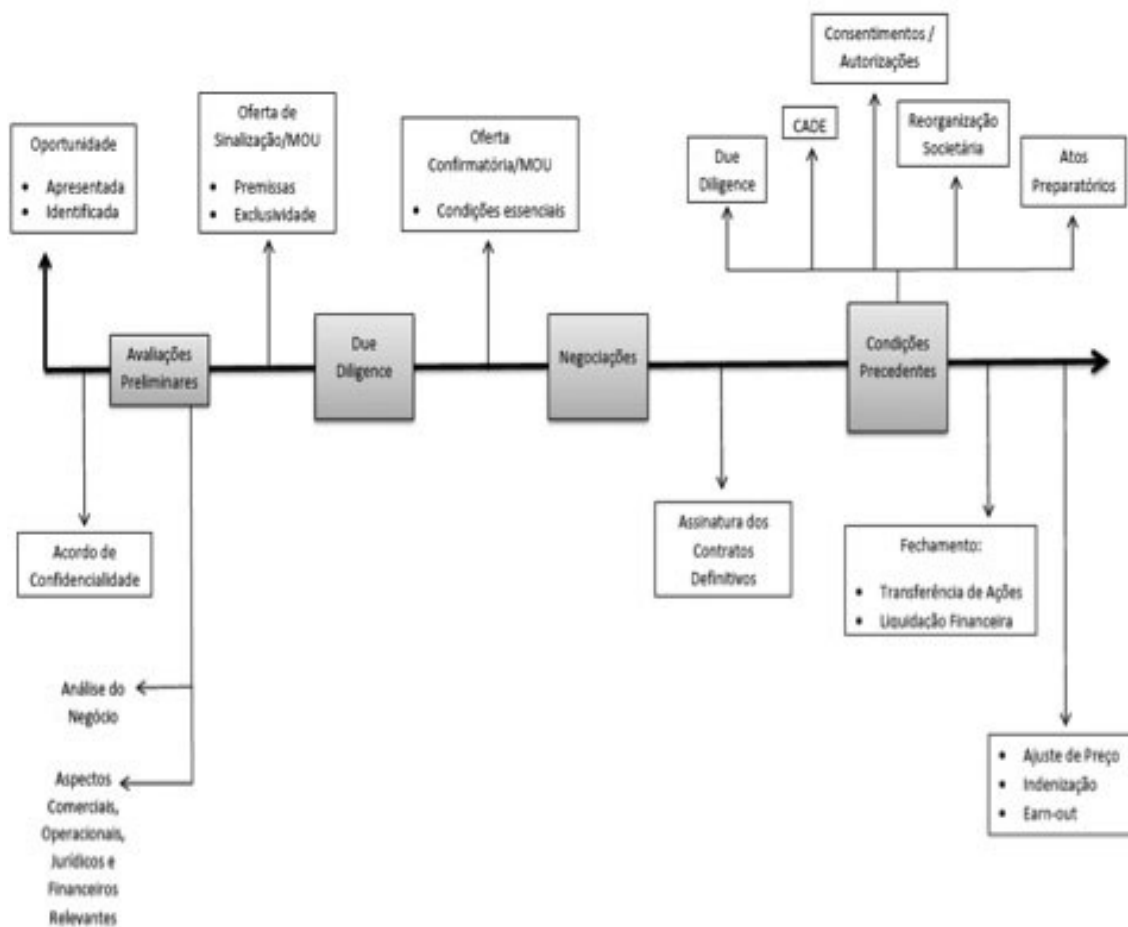 Oportunidade
• Apresentada
• Identificada
Oferta de
Sinalização/MOU
• Premissas
• Exclusividade
Oferta
Confirmatória/MOU
• Condições essenciais
Consentimentos /
Autorizações
Due
Diligence
CADE
Reorganização
Societária
Atos
Preparatórios
Avaliações
Preliminares
Due
Diligence
Negociações
Condições
Precedentes
Acordo de
Confidencialidade
Assinatura dos
Contratos
Definitivos
Fechamento:
• Transferência de Ações
• Liquidação Financeira
Análise do
Negócio
Aspectos
Comerciais,
Operacionais,
Jurídicos e
Financeiros
Relevantes
• Ajuste de Preço
• Indenização
• Earn-out